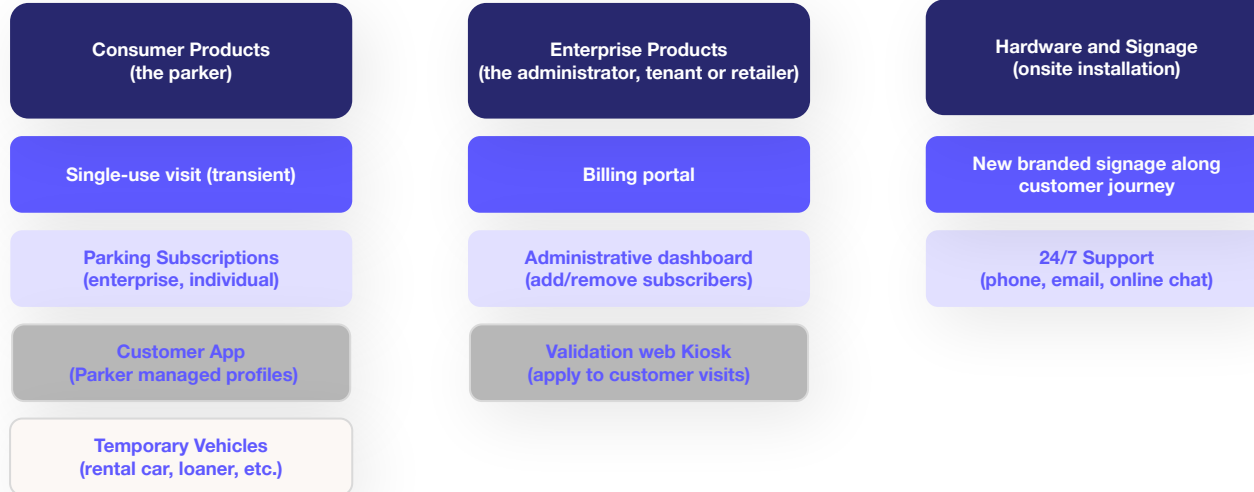 Consumer Products
(the parker)
Single-use visit (transient)
Parking Subscriptions
(enterprise, individual)
Customer App
(Parker managed profiles)
Temporary Vehicles
(rental car, loaner, etc.)
Enterprise Products
(the administrator, tenant or retailer)
Billing portal
Administrative dashboard
(add/remove subscribers)
Validation web Kiosk
(apply to customer visits)
Hardware and Signage
(onsite installation)
New branded signage along
customer journey
24/7 Support
(phone, email, online chat)